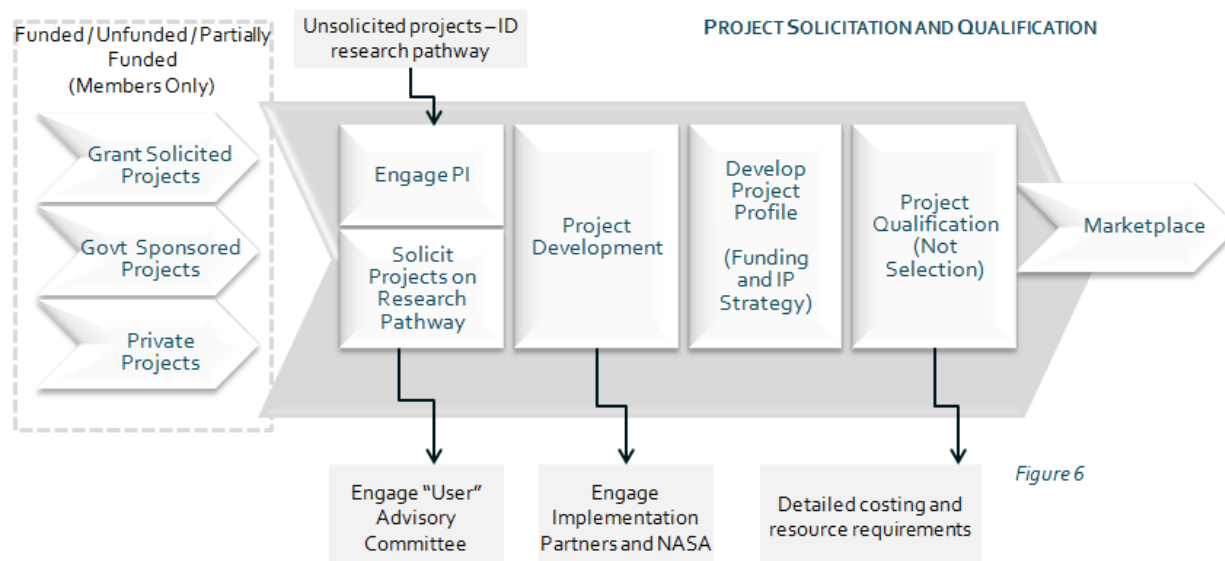 PROJECT SOLICITATION AND QUALIFICATION
Funded / Unfunded / Partially
Funded
(Members Only)
Grant Solicited
Projects
Govt Sponsored
Projects
Private
Projects
Unsolicited projects – ID
research pathway
Engage PI
Solicit
Projects on
Research
Pathway
Project
Development
Develop
Project
Profile
(Funding
and IP
Strategy)
Project
Qualification
(Not
Selection)
Marketplace
Engage “User”
Advisory
Committee
Engage
Implementation
Partners and NASA
Detailed costing and
resource requirements
Figure 6